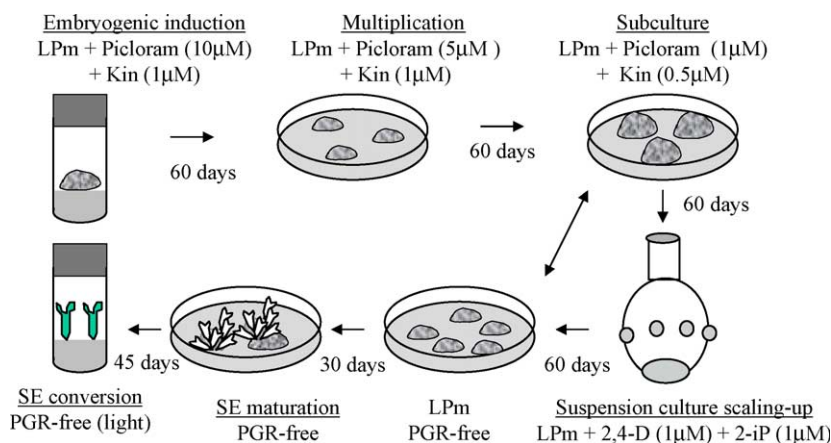 Embryogenic induction
LPm + Picloram (10μM)
+ Kin (1μM)
Multiplication
LPm + Picloram (5μM )
+ Kin (1μM)
Subculture
LPm + Picloram (1μM)
+ Kin (0.5μM)
60 days
60 days
60 days
45 days
30 days
60 days
SE conversion
PGR-free (light)
SE maturation
PGR-free
LPm
PGR-free
Suspension culture scaling-up
LPm + 2,4-D (1μM) + 2-iP (1μM)